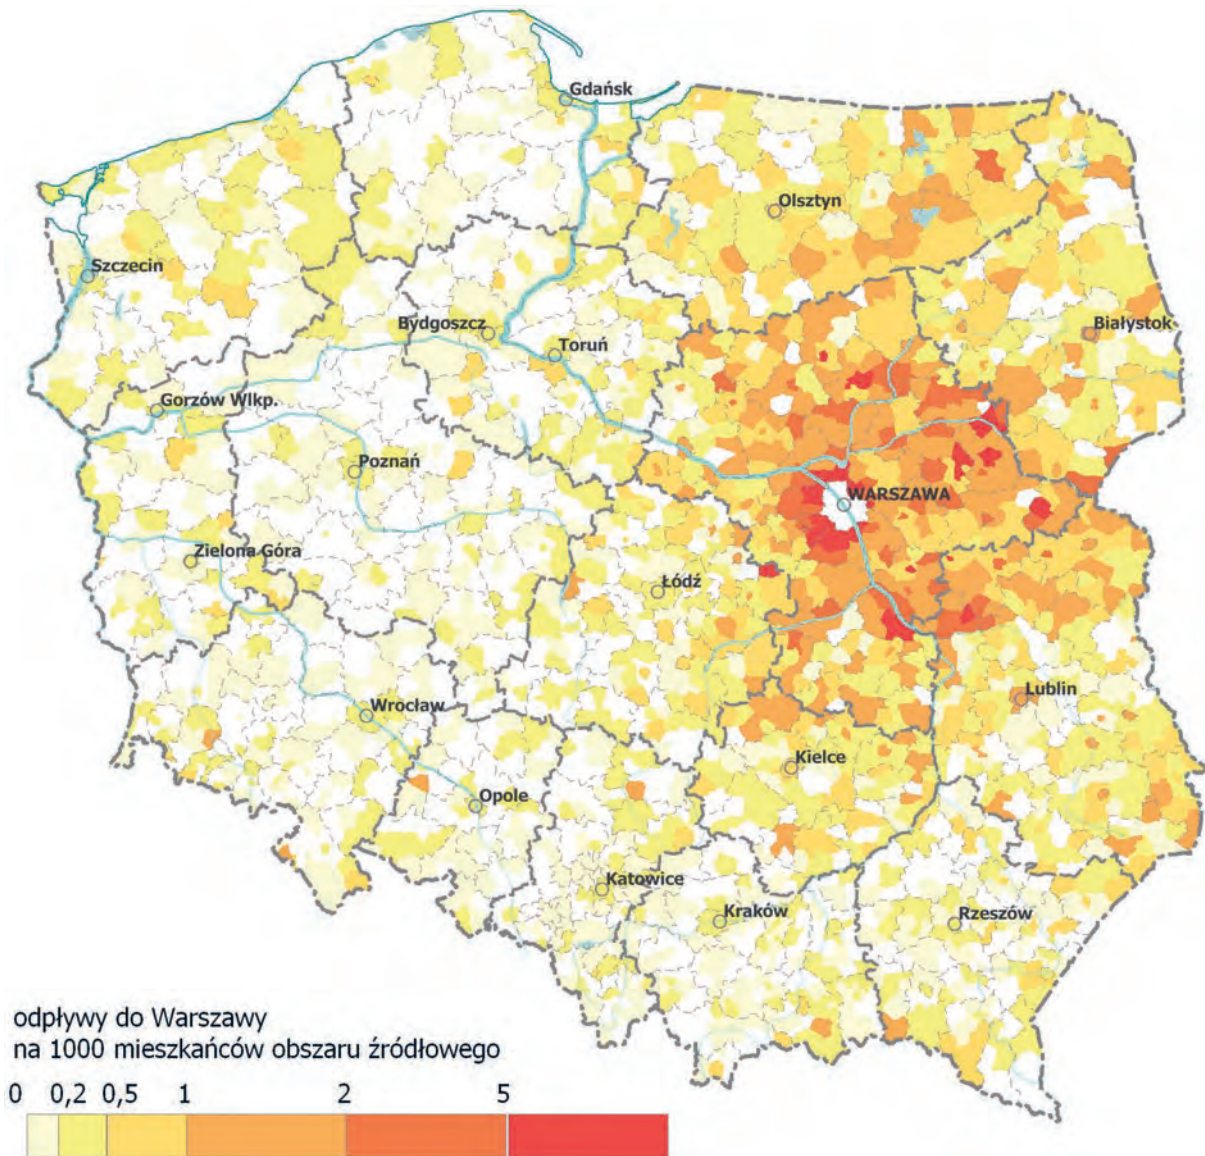 Gdańsk
Olsztyn
Szczecin
Bydgoszcz
Białystok
Toruń
Gorzów Wlkp.
Poznań
WARSZAWA
Zielona Góra
Łódź
Lublin
Wrocław
Kielce
Opole
Katowice
Kraków
Rzeszów
odpływy do Warszawy
na 1000 mieszkańców obszaru źródłowego
0 0,2 0,5 1 2 5